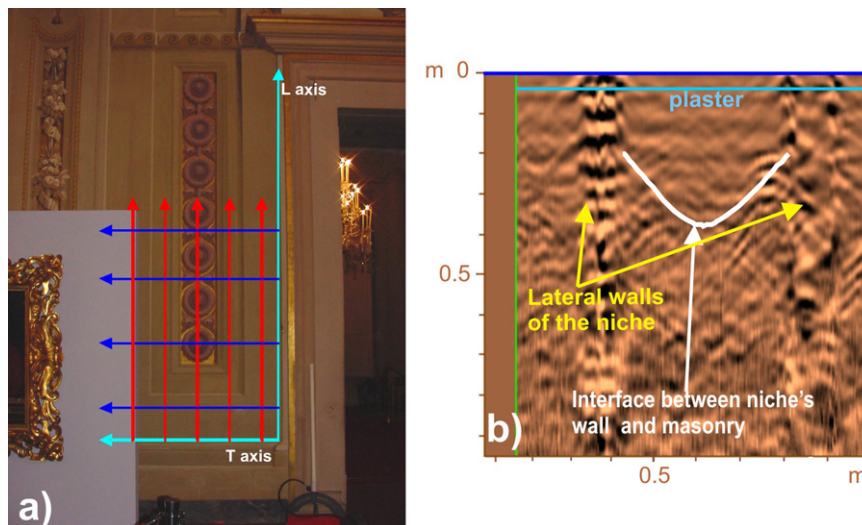 L axis
T axis
a)
m 0
plaster
0.5
Lateral walls
of the niche
Interface between niche's
wall and masonry
b)
0.5
m